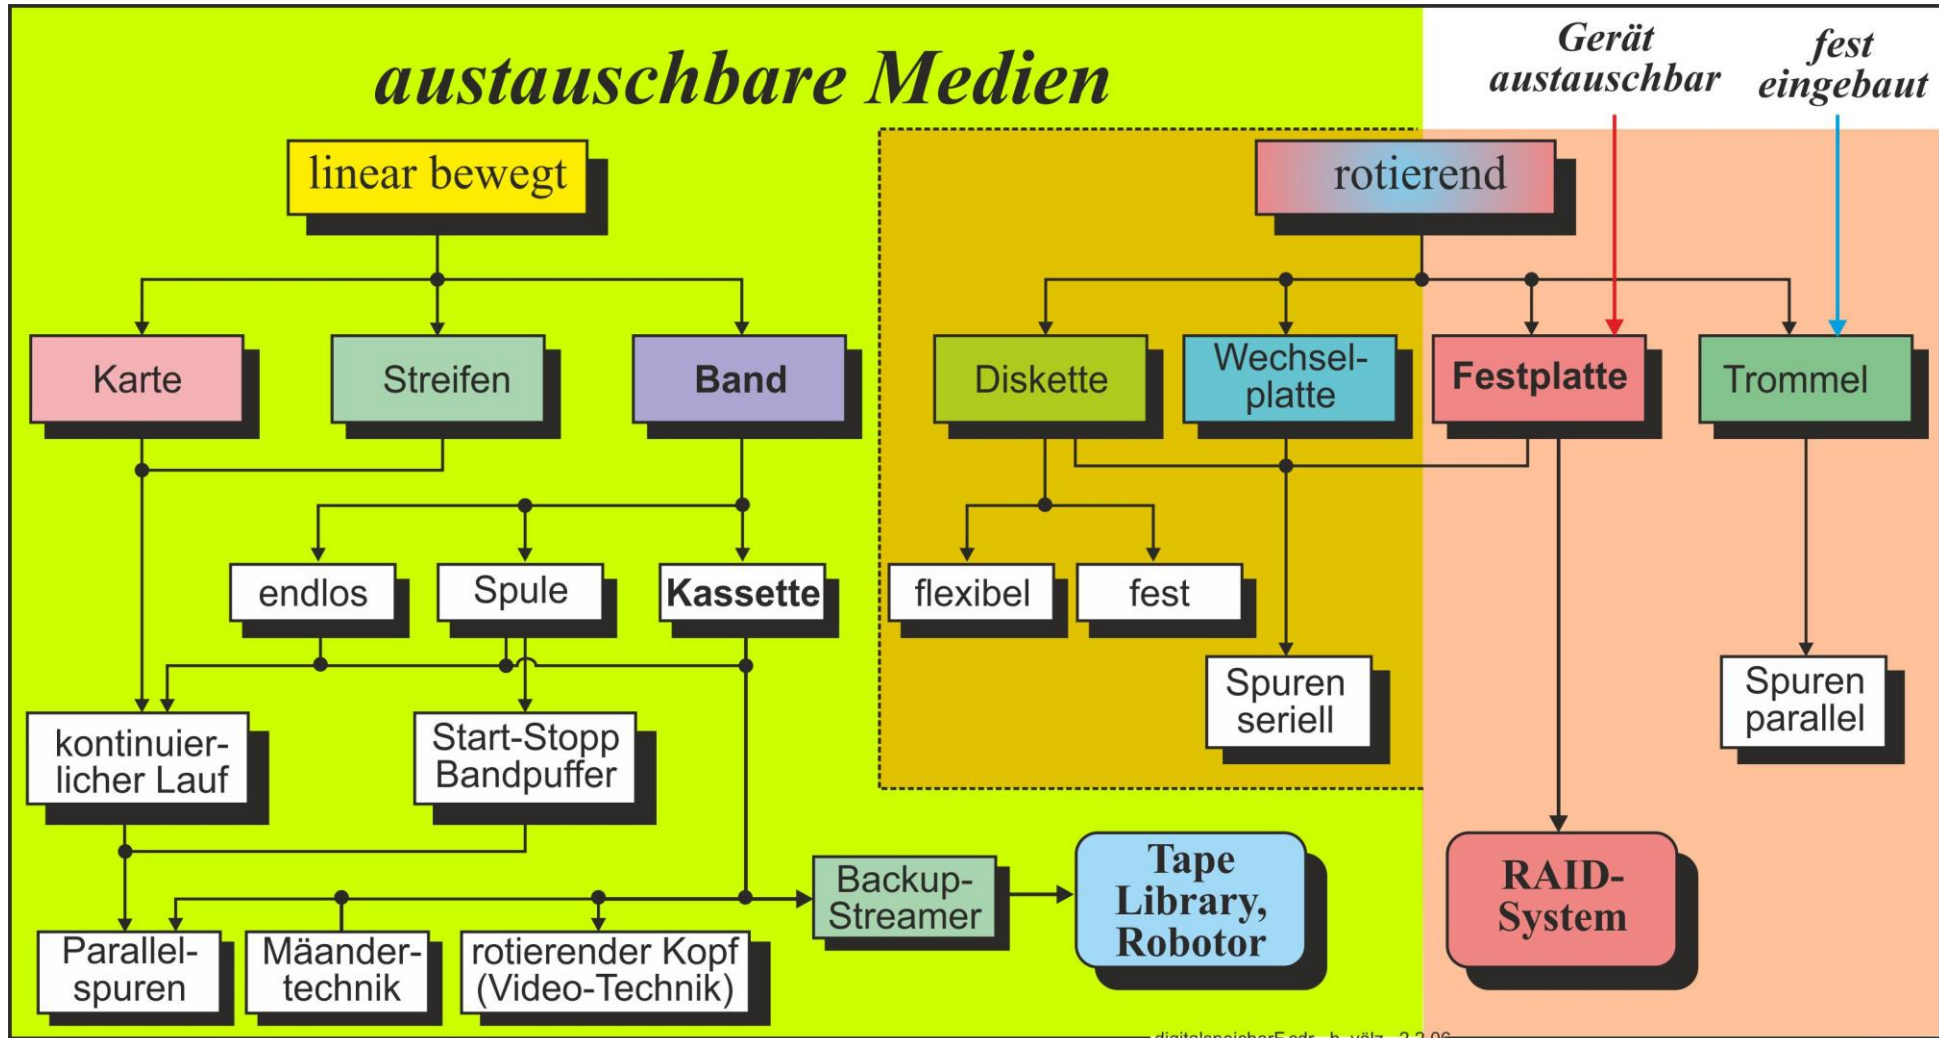 austauschbare Medien
Gerät
austauschbar
fest
eingebaut
linear bewegt
rotierend
Karte
Streifen
Band
Diskette
Wechsel-
platte
Festplatte
Trommel
endlos
Spule
Kassette
flexibel
fest
kontinuier-
licher Lauf
Start-Stopp
Bandpuffer
Spuren
seriell
Spuren
parallel
Backup-
Streamer
Tape
Library,
Robotor
RAID-
System
Parallel-
spuren
Mäander-
technik
rotierender Kopf
(Video-Technik)
h. völz